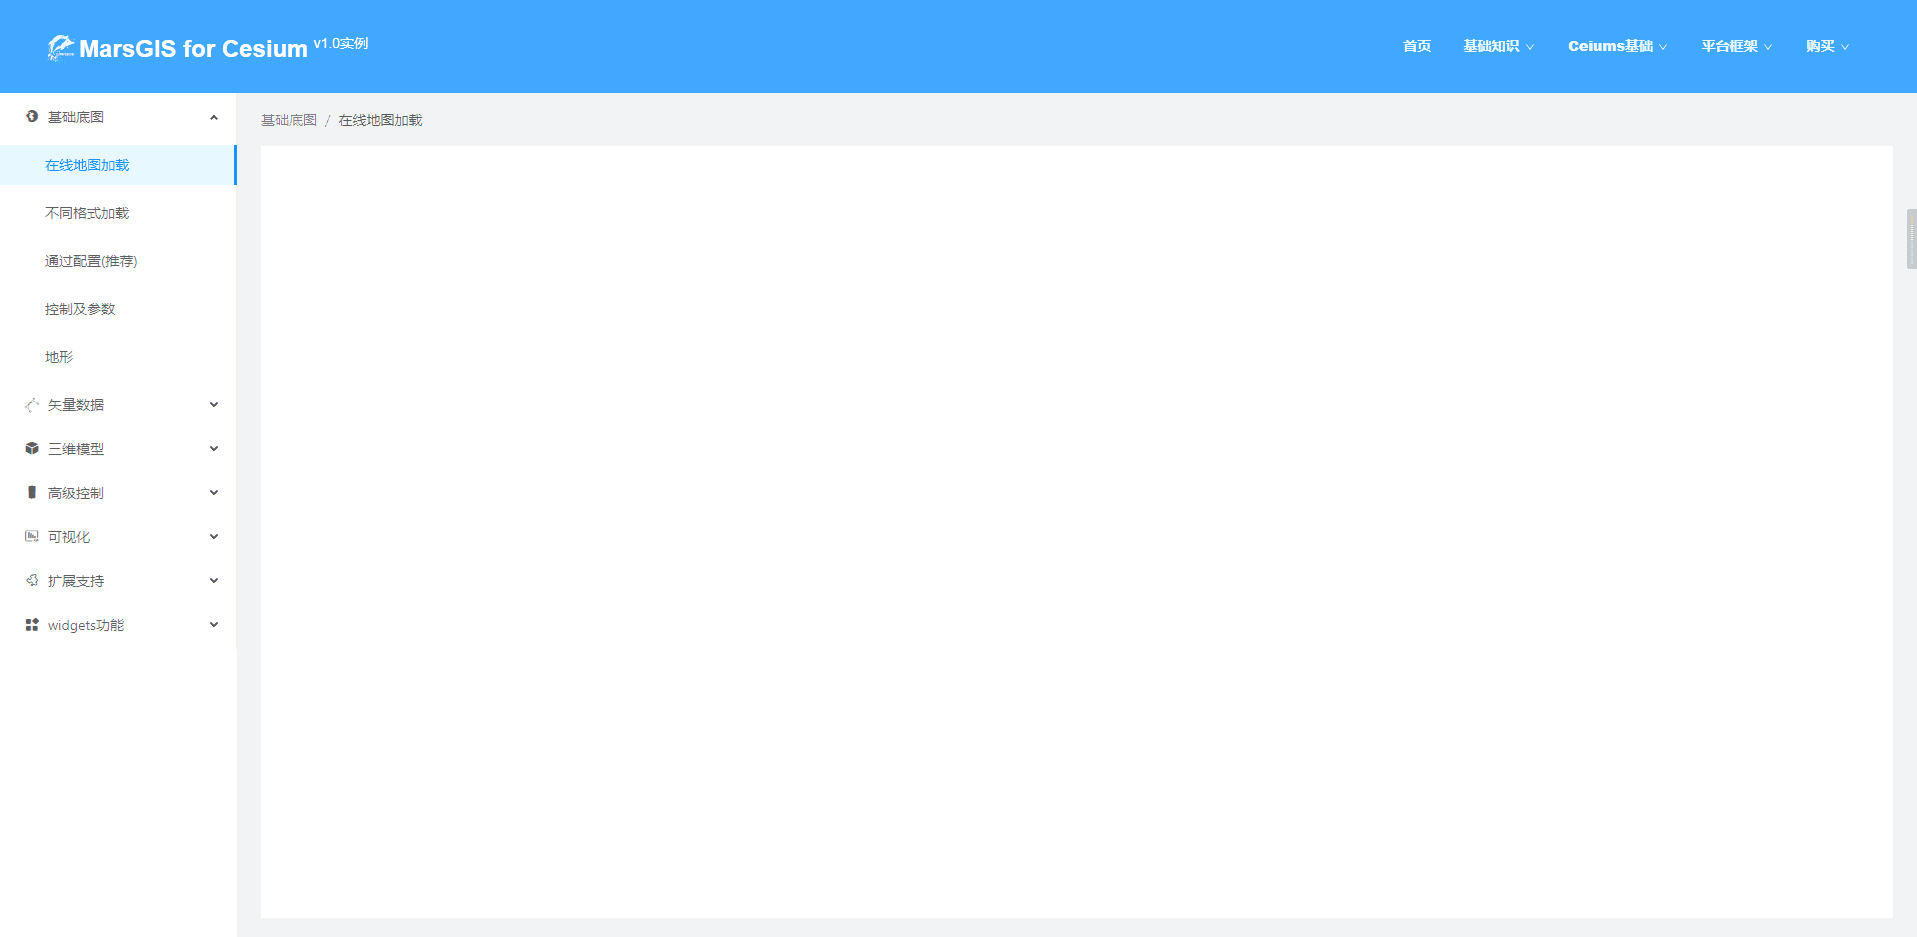 MarsGIS for Cesium v1.0实例
首页 基础知识 Ceiums基础 平台框架 购买
基础底图
在线地图加载
不同格式加载
通过配置(推荐)
控制及参数
地形
矢量数据
三维模型
高级控制
可视化
扩展支持
widgets功能
基础底图 / 在线地图加载